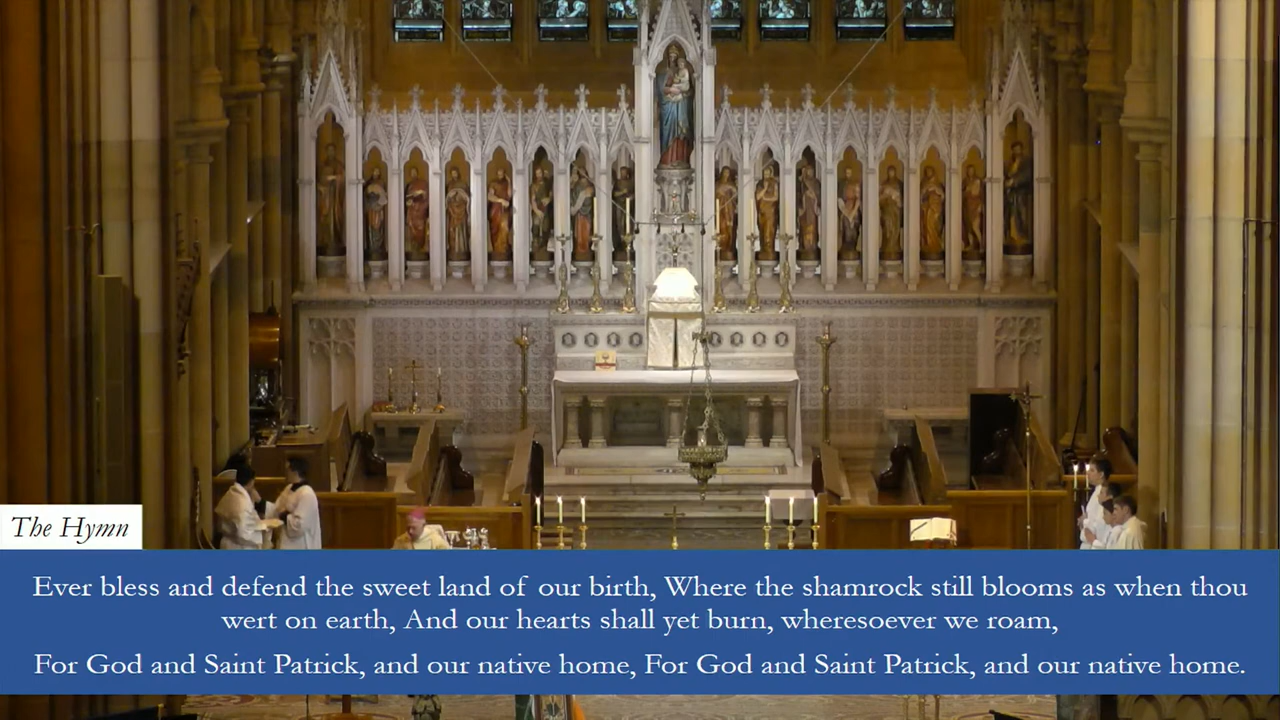 The Hymn
Ever bless and defend the sweet land of our birth, Where the shamrock still blooms as when thou
wert on earth, And our hearts shall yet burn, wheresoever we roam,
For God and Saint Patrick, and our native home, For God and Saint Patrick, and our native home.